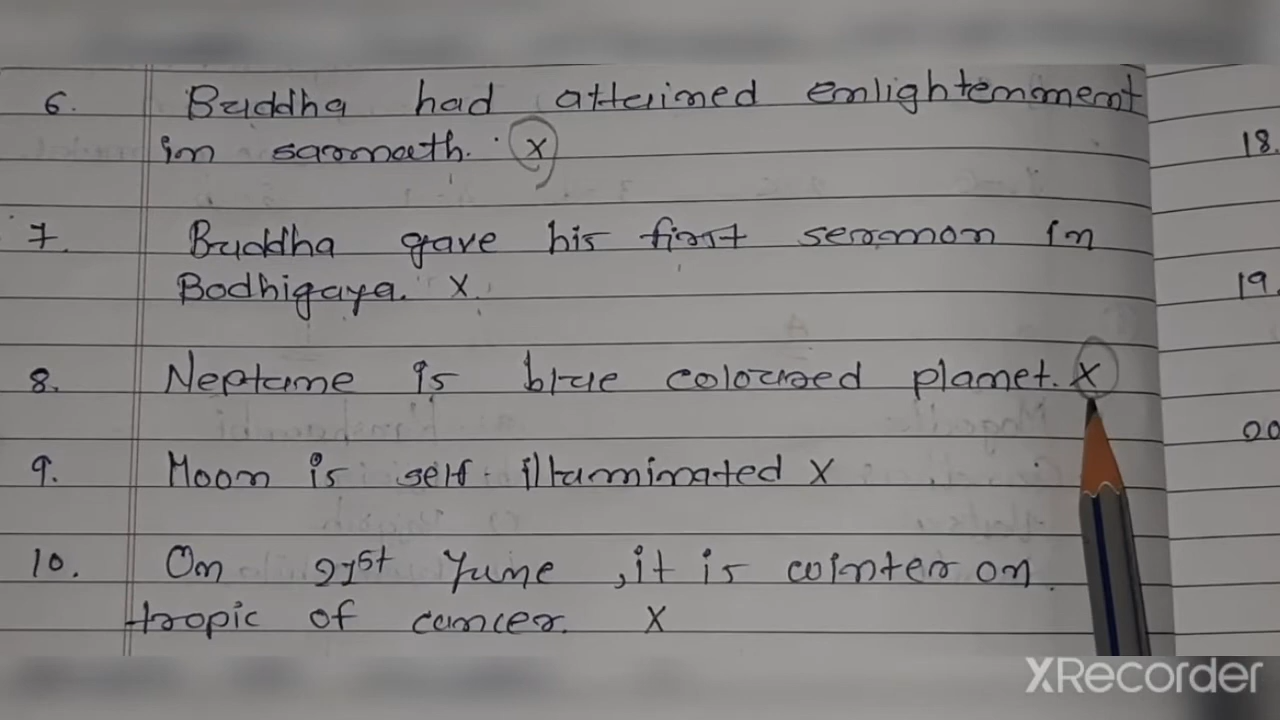 6. Buddha had attained enlightenment
in sarnath. X
18.
7. Buddha gave his first sermon in
Bodhigaya. X.
19.
8. Neptune is blue coloured planet. X
20
9. Moon is self illuminated X
10. On 21st June, it is winter on
tropic of cancer. X
XRecorder